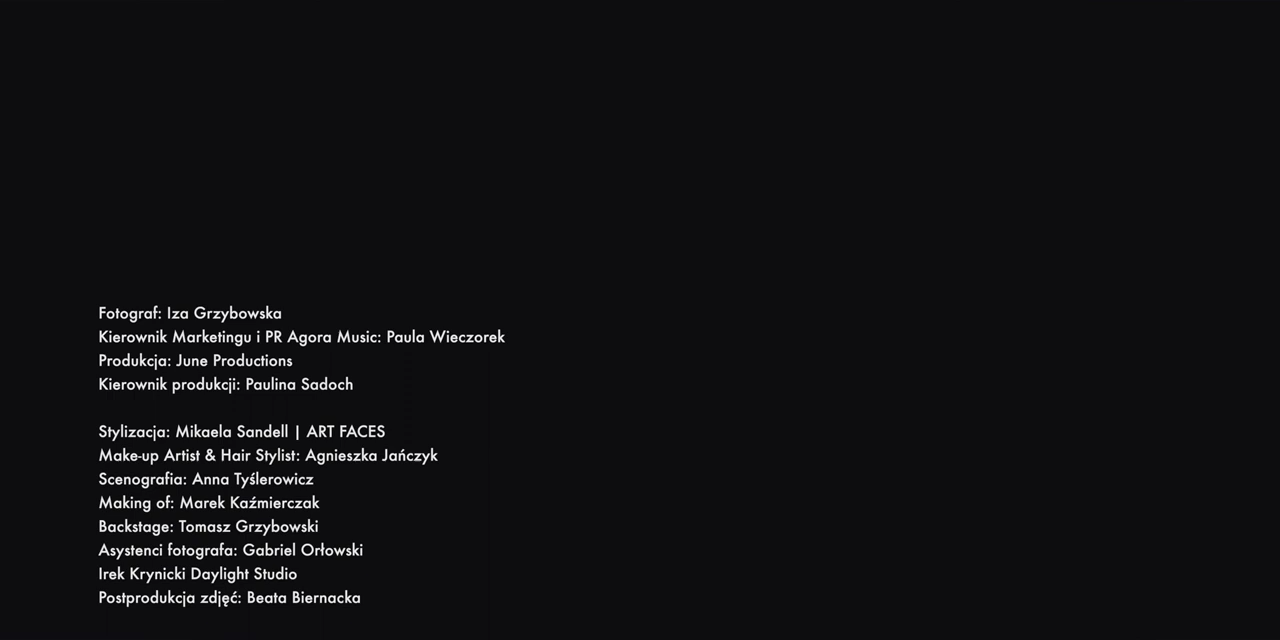 Fotograf: Iza Grzybowska
Kierownik Marketingu i PR Agora Music: Paula Wieczorek
Produkcja: June Productions
Kierownik produkcji: Paulina Sadoch
Stylizacja: Mikaela Sandell | ART FACES
Make-up Artist & Hair Stylist: Agnieszka Jańczyk
Scenografia: Anna Tyślerowicz
Making of: Marek Kaźmierczak
Backstage: Tomasz Grzybowski
Asystenci fotografa: Gabriel Orłowski
Irek Krynicki Daylight Studio
Postprodukcja zdjęć: Beata Biernacka